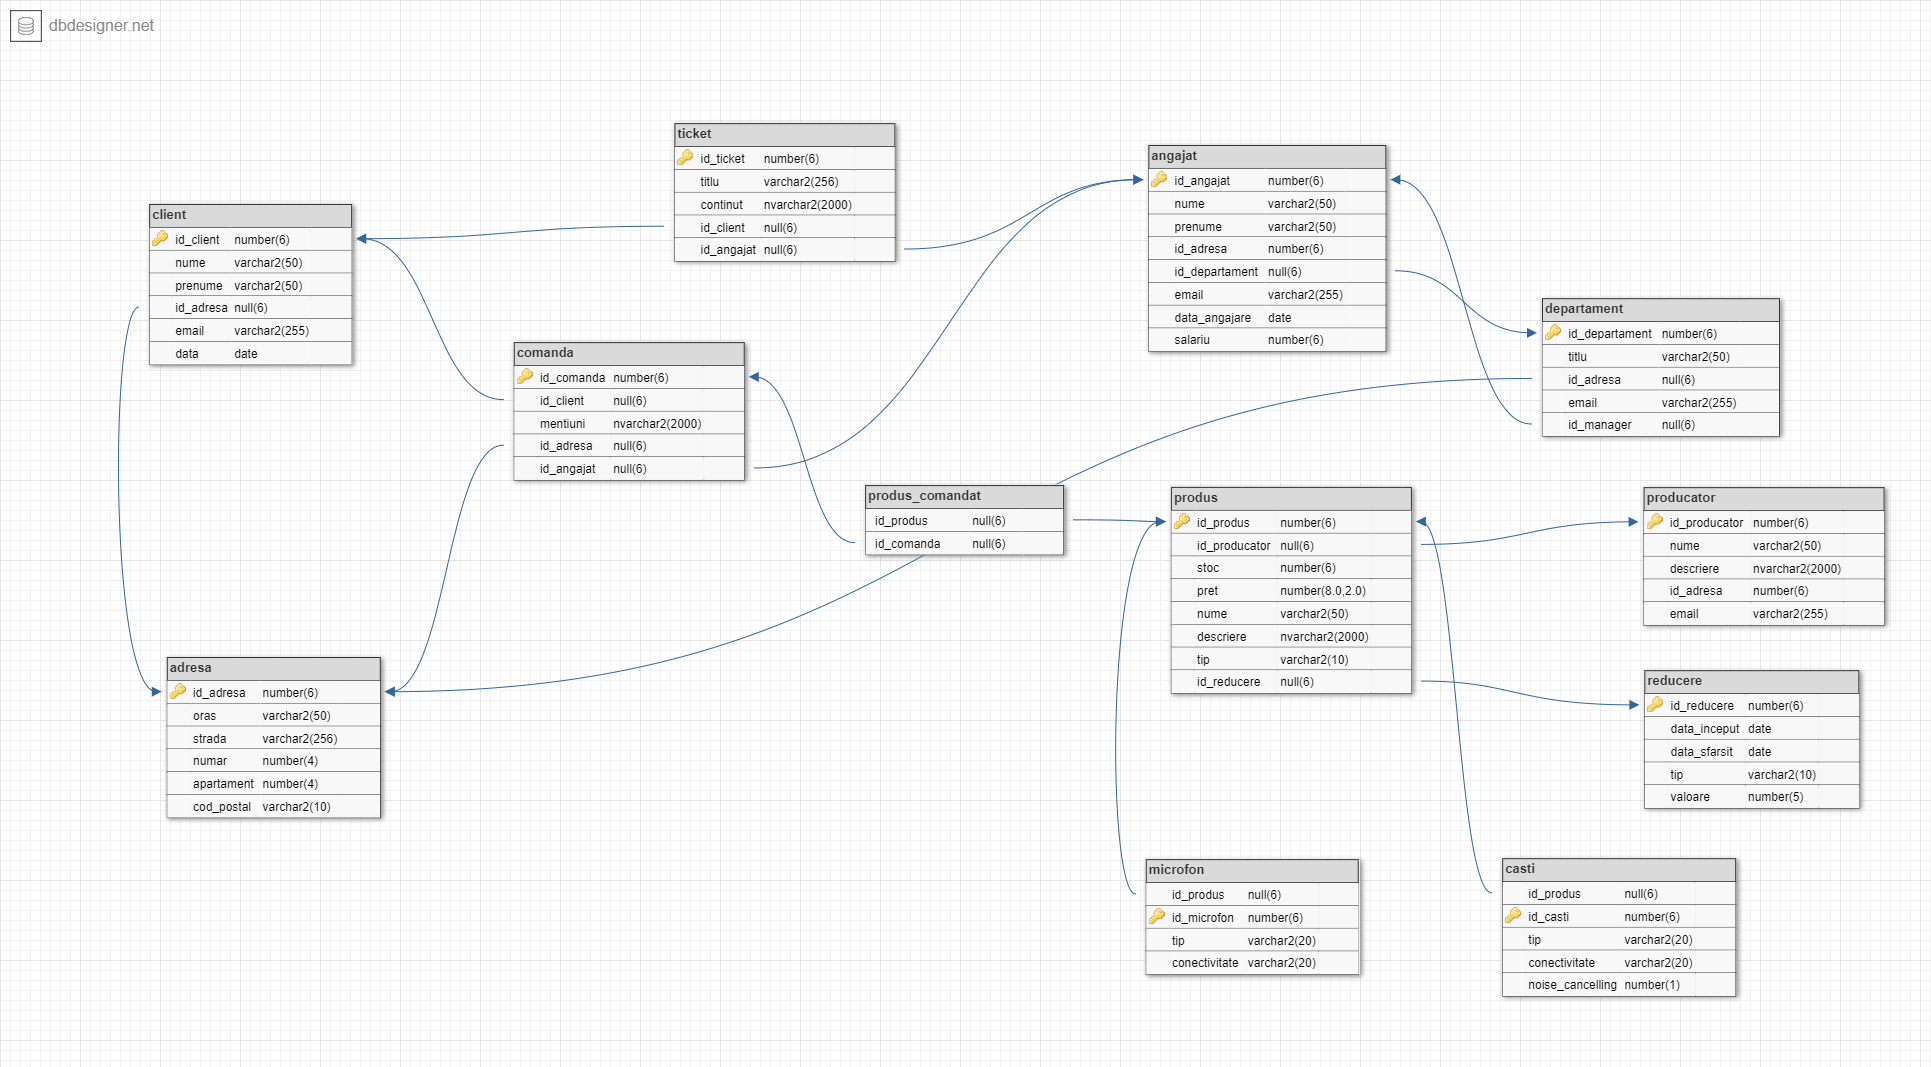 dbdesigner.net
ticket
id_ticket number(6)
titlu varchar2(256)
continut nvarchar2(2000)
id_client null(6)
id_angajat null(6)
angajat
id_angajat number(6)
nume varchar2(50)
prenume varchar2(50)
id_adresa number(6)
id_departament null(6)
email varchar2(255)
data_angajare date
salariu number(6)
client
id_client number(6)
nume varchar2(50)
prenume varchar2(50)
id_adresa null(6)
email varchar2(255)
data date
departament
id_departament number(6)
titlu varchar2(50)
id_adresa null(6)
email varchar2(255)
id_manager null(6)
comanda
id_comanda number(6)
id_client null(6)
mentiuni nvarchar2(2000)
id_adresa null(6)
id_angajat null(6)
produs_comandat
id_produs null(6)
id_comanda null(6)
produs
id_produs number(6)
id_producator null(6)
stoc number(6)
pret number(8.0,2.0)
nume varchar2(50)
descriere nvarchar2(2000)
tip varchar2(10)
id_reducere null(6)
producator
id_producator number(6)
nume varchar2(50)
descriere nvarchar2(2000)
id_adresa number(6)
email varchar2(255)
adresa
id_adresa number(6)
oras varchar2(50)
strada varchar2(256)
numar number(4)
apartament number(4)
cod_postal varchar2(10)
reducere
id_reducere number(6)
data_inceput date
data_sfarsit date
tip varchar2(10)
valoare number(5)
microfon
id_produs null(6)
id_microfon number(6)
tip varchar2(20)
conectivitate varchar2(20)
casti
id_produs null(6)
id_casti number(6)
tip varchar2(20)
conectivitate varchar2(20)
noise_cancelling number(1)